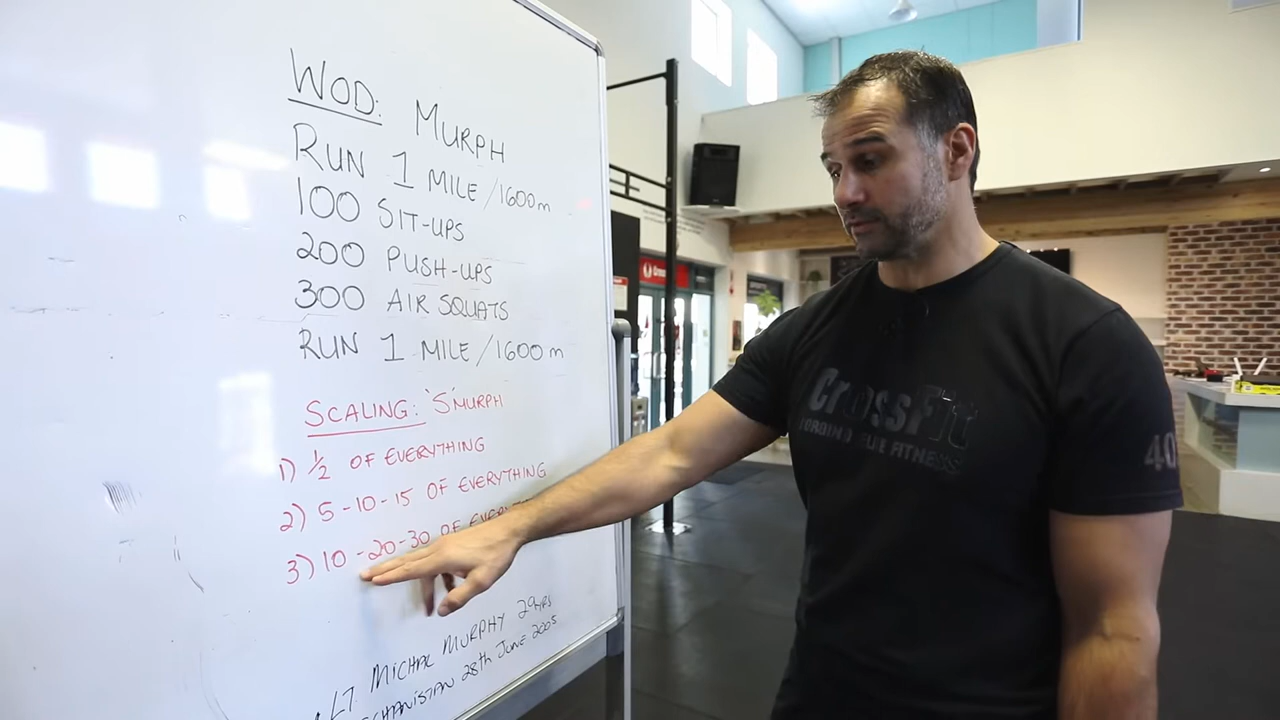 WOD: MURPH
RUN 1 MILE/1600m
100 SIT-UPS
200 PUSH-UPS
300 AIR SQUATS
RUN 1 MILE/1600m
SCALING: 'S'MURPH
1) 1/2 OF EVERYTHING
2) 5-10-15 OF EVERYTHING
3) 10-20-30 OF
LT. MICHAL MURPHY 29YRS
28th JUNE 2005
CrossFit
40